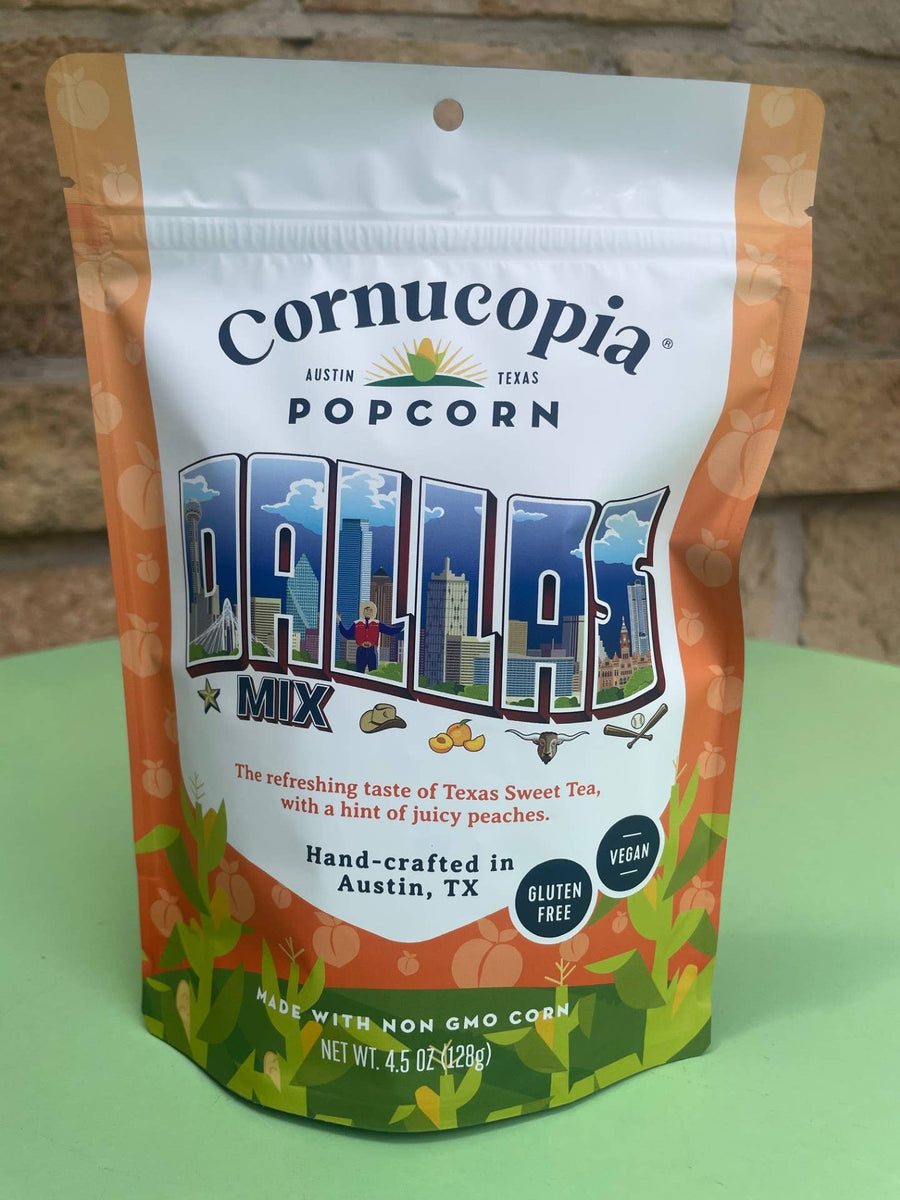 Cornucopia®
AUSTIN TEXAS
POPCORN
DALLAS
MIX
The refreshing taste of Texas Sweet Tea,
with a hint of juicy peaches.
Hand-crafted in
Austin, TX
GLUTEN
FREE
VEGAN
MADE WITH NON GMO CORN
NET WT. 4.5 OZ (128g)